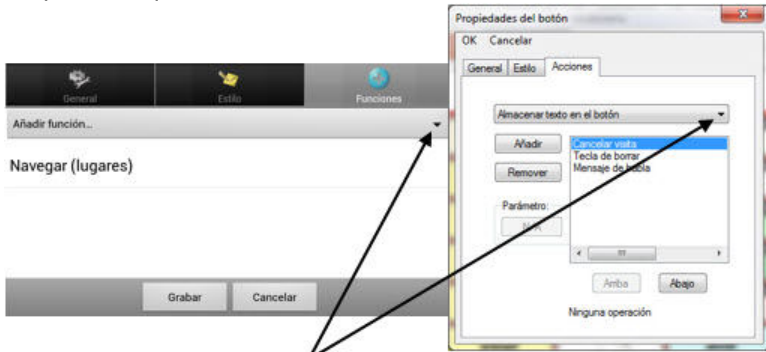 General
Estilo
Funciones
Añadir función...
Navegar (lugares)
Grabar
Cancelar
Propiedades del botón
OK Cancelar
General Estilo Acciones
Almacenar texto en el botón
Añadir
Remover
Cancelar visita
Tecla de borrar
Mensaje de habla
Parámetro:
N/A
Arriba
Abajo
Ninguna operación